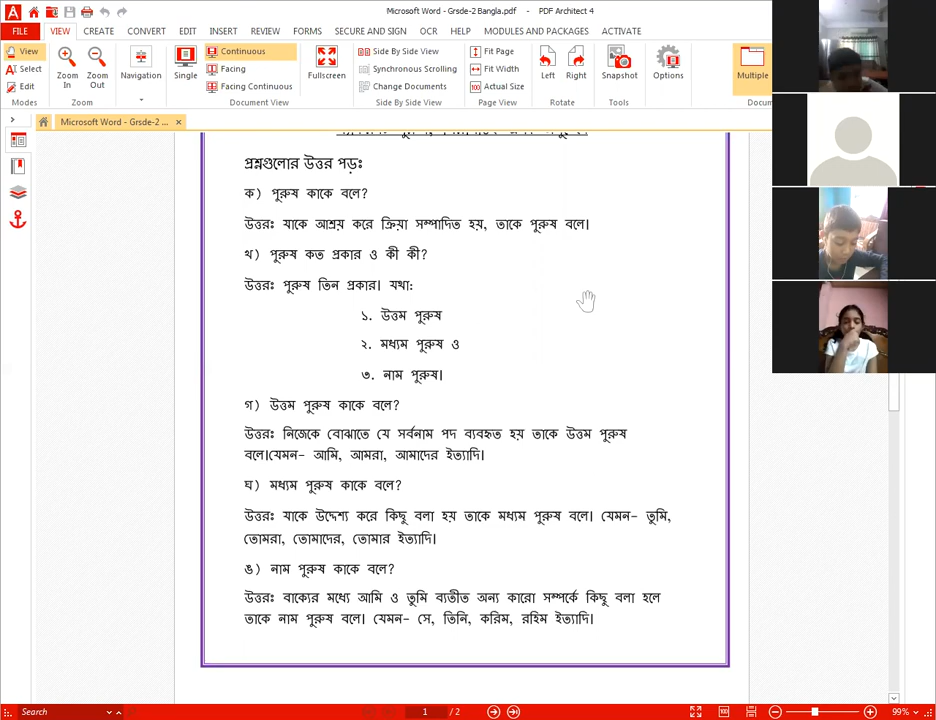 Microsoft Word - Grsde-2 Bangla.pdf - PDF Architect 4
FILE VIEW CREATE CONVERT EDIT INSERT REVIEW FORMS SECURE AND SIGN OCR HELP MODULES AND PACKAGES ACTIVATE
View
Select
Edit
Modes
Zoom In
Zoom Out
Zoom
Navigation
Single
Continuous
Facing
Facing Continuous
Document View
Fullscreen
Side By Side View
Synchronous Scrolling
Change Documents
Side By Side View
Fit Page
Fit Width
Actual Size
Page View
Left
Right
Rotate
Snapshot
Tools
Options
Multiple
Docum
Microsoft Word - Grsde-2 ...
প্রশ্নগুলোর উত্তর পড়ঃ
ক) পুরুষ কাকে বলে?
উত্তরঃ যাকে আশ্রয় করে ক্রিয়া সম্পাদিত হয়, তাকে পুরুষ বলে।
খ) পুরুষ কত প্রকার ও কী কী?
উত্তরঃ পুরুষ তিন প্রকার। যথা:
১. উত্তম পুরুষ
২. মধ্যম পুরুষ ও
৩. নাম পুরুষ।
গ) উত্তম পুরুষ কাকে বলে?
উত্তরঃ নিজেকে বোঝাতে যে সর্বনাম পদ ব্যবহৃত হয় তাকে উত্তম পুরুষ
বলে।যেমন- আমি, আমরা, আমাদের ইত্যাদি।
ঘ) মধ্যম পুরুষ কাকে বলে?
উত্তরঃ যাকে উদ্দেশ্য করে কিছু বলা হয় তাকে মধ্যম পুরুষ বলে। যেমন- তুমি,
তোমরা, তোমাদের, তোমার ইত্যাদি।
ঙ) নাম পুরুষ কাকে বলে?
উত্তরঃ বাক্যের মধ্যে আমি ও তুমি ব্যতীত অন্য কারো সম্পর্কে কিছু বলা হলে
তাকে নাম পুরুষ বলে। যেমন- সে, তিনি, করিম, রহিম ইত্যাদি।
Search
1 / 2
99%